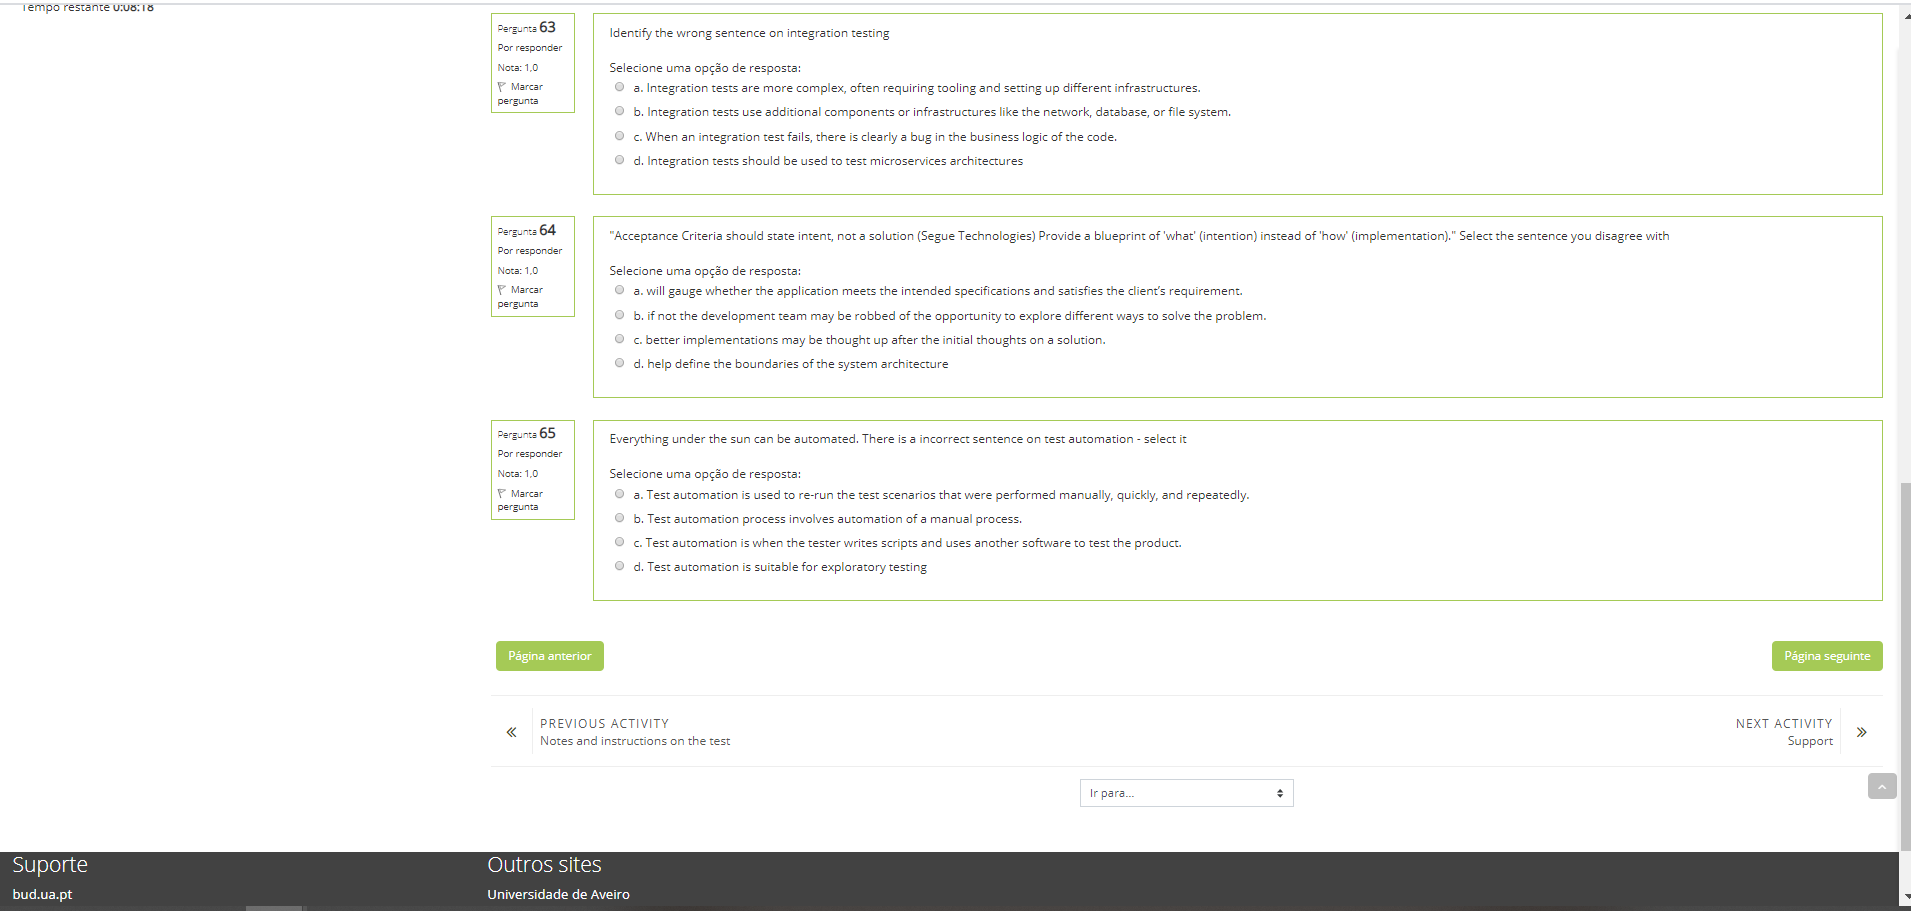 Tempo restante 0:08:18
Pergunta 63
Por responder
Nota: 1,0
Marcar
pergunta
Identify the wrong sentence on integration testing
Selecione uma opção de resposta:
a. Integration tests are more complex, often requiring tooling and setting up different infrastructures.
b. Integration tests use additional components or infrastructures like the network, database, or file system.
c. When an integration test fails, there is clearly a bug in the business logic of the code.
d. Integration tests should be used to test microservices architectures
Pergunta 64
Por responder
Nota: 1,0
Marcar
pergunta
"Acceptance Criteria should state intent, not a solution (Segue Technologies) Provide a blueprint of 'what' (intention) instead of 'how' (implementation)." Select the sentence you disagree with
Selecione uma opção de resposta:
a. will gauge whether the application meets the intended specifications and satisfies the client's requirement.
b. if not the development team may be robbed of the opportunity to explore different ways to solve the problem.
c. better implementations may be thought up after the initial thoughts on a solution.
d. help define the boundaries of the system architecture
Pergunta 65
Por responder
Nota: 1,0
Marcar
pergunta
Everything under the sun can be automated. There is a incorrect sentence on test automation - select it
Selecione uma opção de resposta:
a. Test automation is used to re-run the test scenarios that were performed manually, quickly, and repeatedly.
b. Test automation process involves automation of a manual process.
c. Test automation is when the tester writes scripts and uses another software to test the product.
d. Test automation is suitable for exploratory testing
Página anterior
Página seguinte
PREVIOUS ACTIVITY
Notes and instructions on the test
NEXT ACTIVITY
Support
Ir para...
Suporte
bud.ua.pt
Outros sites
Universidade de Aveiro